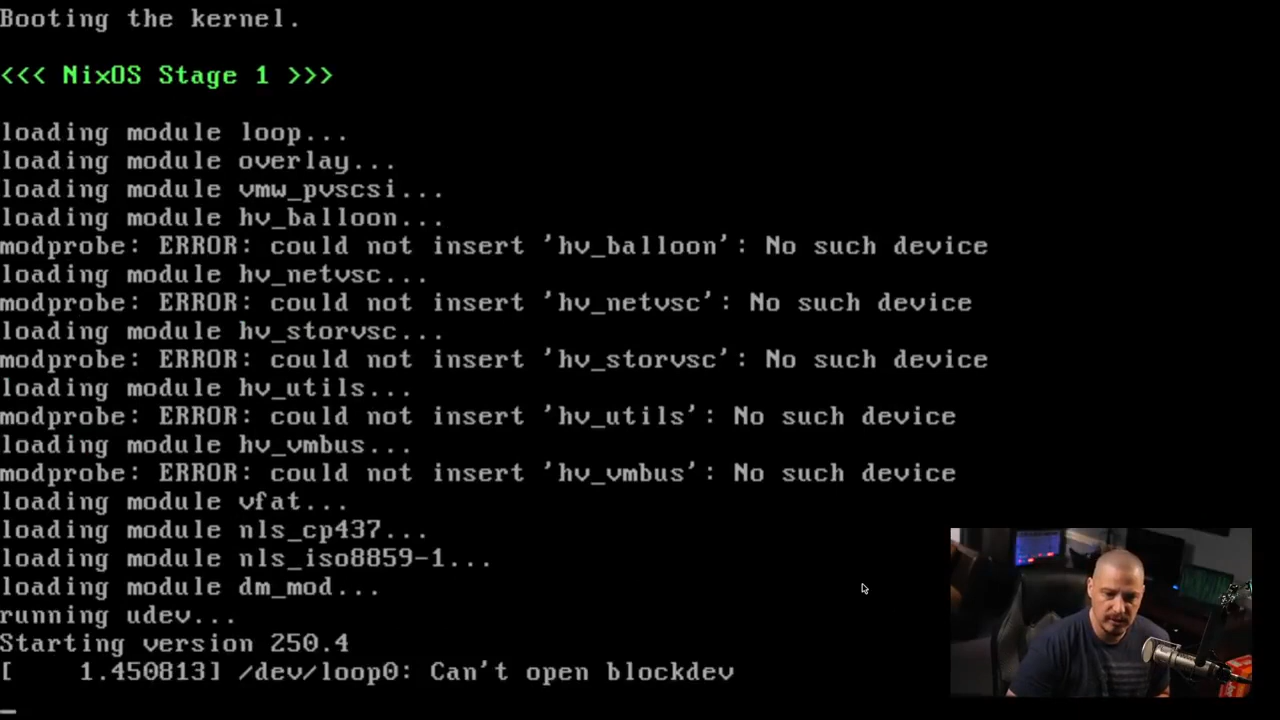 Booting the kernel.
<<< NixOS Stage 1 >>>
loading module loop...
loading module overlay...
loading module vmw_pvscsi...
loading module hv_balloon...
modprobe: ERROR: could not insert 'hv_balloon': No such device
loading module hv_netvsc...
modprobe: ERROR: could not insert 'hv_netvsc': No such device
loading module hv_storvsc...
modprobe: ERROR: could not insert 'hv_storvsc': No such device
loading module hv_utils...
modprobe: ERROR: could not insert 'hv_utils': No such device
loading module hv_vmbus...
modprobe: ERROR: could not insert 'hv_vmbus': No such device
loading module vfat...
loading module nls_cp437...
loading module nls_iso8859-1...
loading module dm_mod...
running udev...
Starting version 250.4
[    1.450813] /dev/loop0: Can't open blockdev